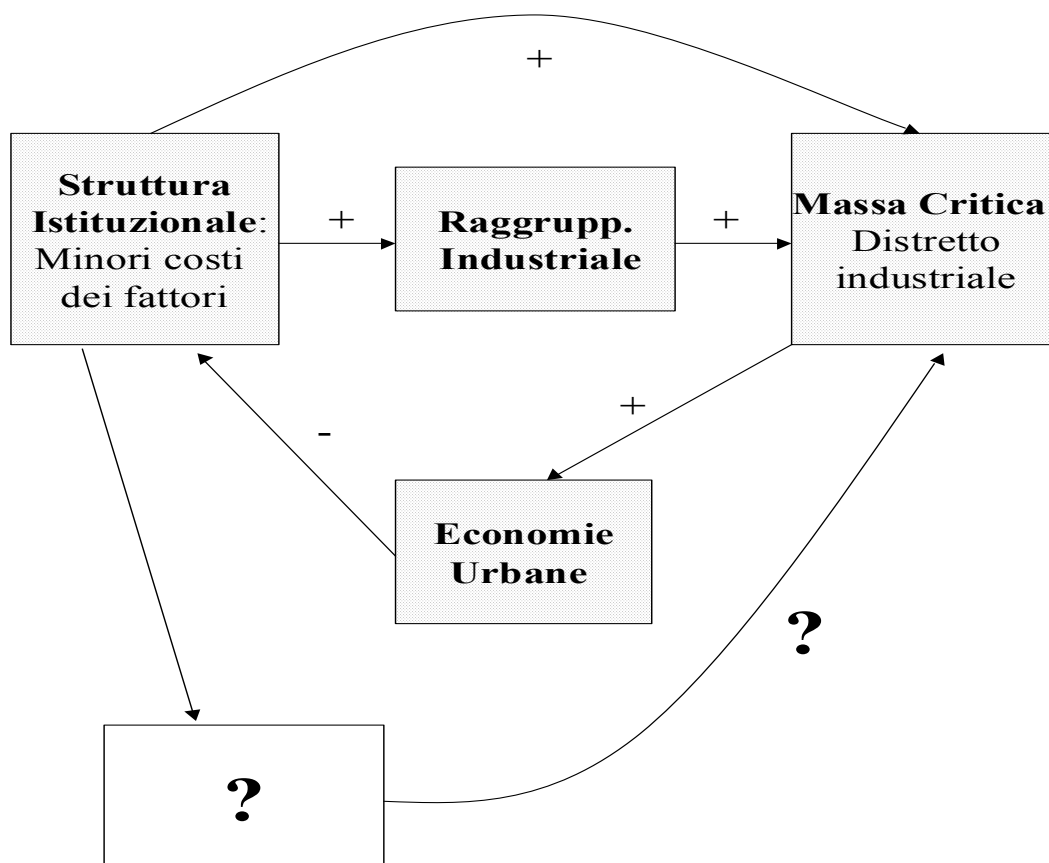 +
Struttura
Istituzionale:
Minori costi
dei fattori
+
Raggrupp.
Industriale
+
Massa Critica
Distretto
industriale
-
+
Economie
Urbane
?
?